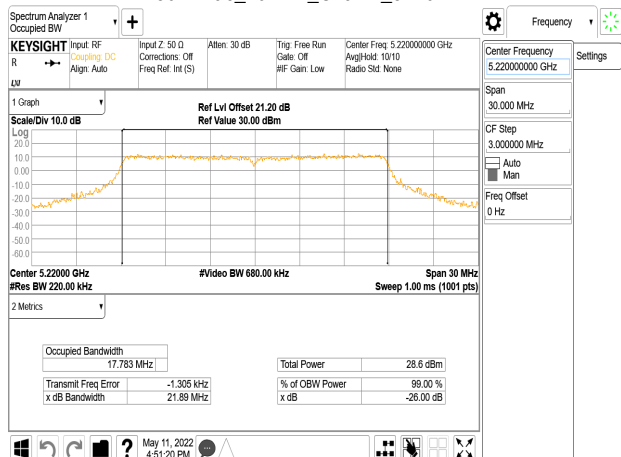 Spectrum Analyzer 1
Occupied BW
Frequency
KEYSIGHT
R
LXI
Input: RF
Coupling: DC
Align: Auto
Input Z: 50 Ω
Corrections: Off
Freq Ref: Int (S)
Atten: 30 dB
Trig: Free Run
Gate: Off
#IF Gain: Low
Center Freq: 5.220000000 GHz
Avg|Hold: 10/10
Radio Std: None
Center Frequency
5.220000000 GHz
Settings
Span
30.000 MHz
CF Step
3.000000 MHz
Auto
Man
Freq Offset
0 Hz
1 Graph
Scale/Div 10.0 dB
Ref Lvl Offset 21.20 dB
Ref Value 30.00 dBm
Log
20.0
10.0
0.00
-10.0
-20.0
-30.0
-40.0
-50.0
-60.0
Center 5.22000 GHz
#Video BW 680.00 kHz
Span 30 MHz
#Res BW 220.00 kHz
Sweep 1.00 ms (1001 pts)
2 Metrics
Occupied Bandwidth
17.783 MHz
Total Power 28.6 dBm
Transmit Freq Error -1.305 kHz
% of OBW Power 99.00 %
x dB Bandwidth 21.89 MHz
x dB -26.00 dB
?
May 11, 2022
4:51:20 PM